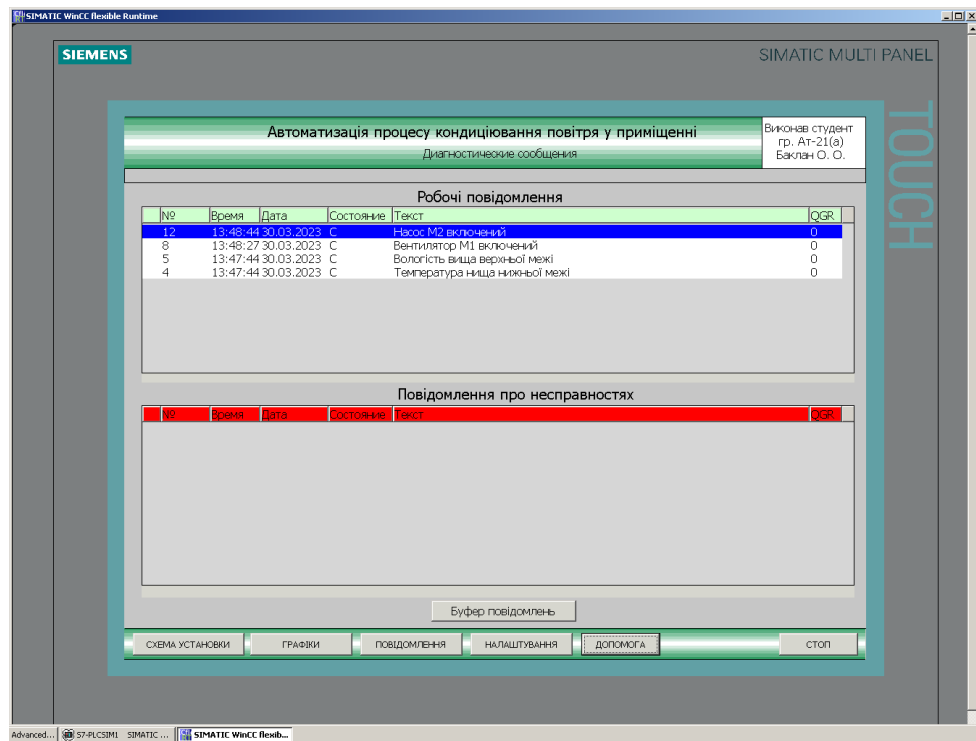 SIMATIC WinCC flexible Runtime
SIEMENS
SIMATIC MULTI PANEL
TOUCH
Автоматизація процесу кондиціювання повітря у приміщенні
Диагностические сообщения
Виконав студент
гр. Ат-21(а)
Баклан О. О.
Робочі повідомлення
№ Время Дата Состояние Текст QGR
12 13:48:44 30.03.2023 C Насос М2 включений 0
8 13:48:27 30.03.2023 C Вентилятор М1 включений 0
5 13:47:44 30.03.2023 C Вологість вища верхньої межі 0
4 13:47:44 30.03.2023 C Температура нища нижньої межі 0
Повідомлення про несправностях
№ Время Дата Состояние Текст QGR
Буфер повідомлень
СХЕМА УСТАНОВКИ ГРАФІКИ ПОВІДОМЛЕННЯ НАЛАШТУВАННЯ ДОПОМОГА СТОП
Advanced... S7-PLCSIM1 SIMATIC ... SIMATIC WinCC flexib...